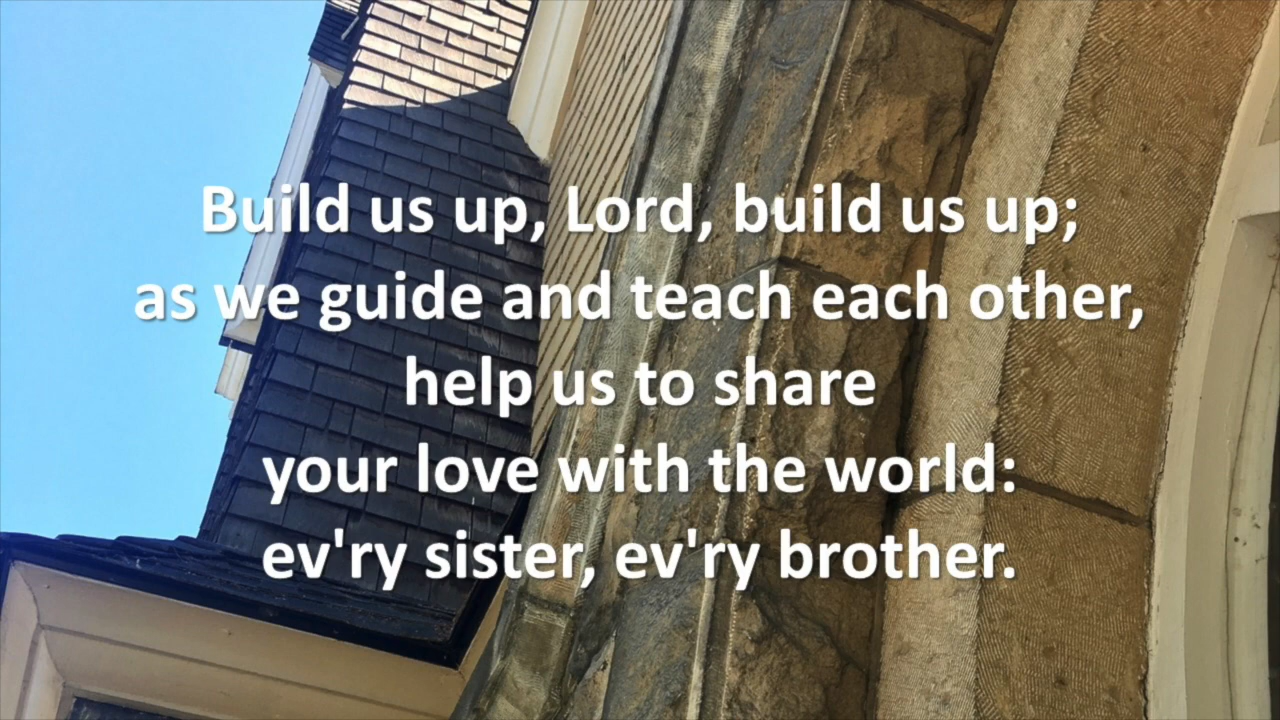 Build us up, Lord, build us up;
as we guide and teach each other,
help us to share
your love with the world:
ev'ry sister, ev'ry brother.